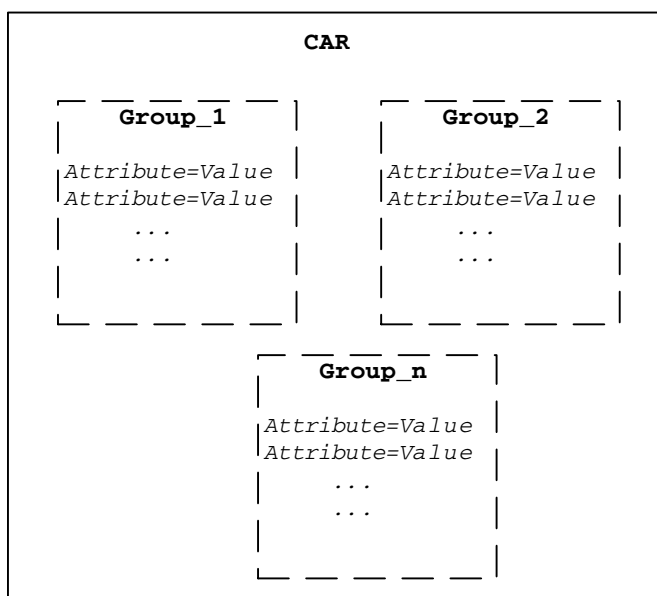 CAR
Group_1
Attribute=Value
Attribute=Value
...
...
Group_2
Attribute=Value
Attribute=Value
...
...
Group_n
Attribute=Value
Attribute=Value
...
...